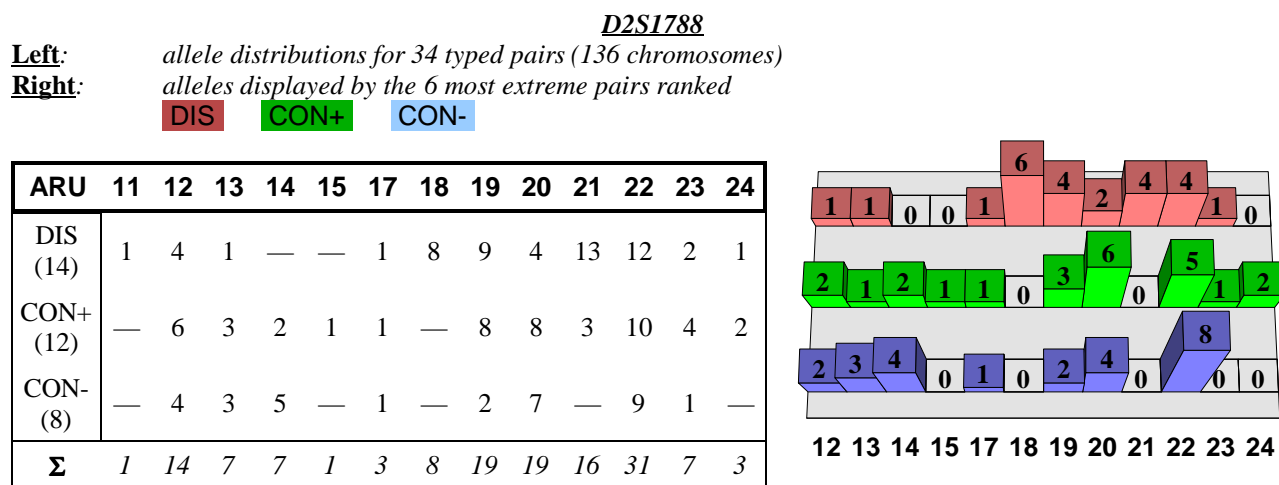 D2S1788
Left: allele distributions for 34 typed pairs (136 chromosomes)
Right: alleles displayed by the 6 most extreme pairs ranked
DIS CON+ CON-
ARU 11 12 13 14 15 17 18 19 20 21 22 23 24
DIS (14) 1 4 1 — — 1 8 9 4 13 12 2 1
CON+ (12) — 6 3 2 1 1 — 8 8 3 10 4 2
CON- (8) — 4 3 5 — 1 — 2 7 — 9 1 —
Σ 1 14 7 7 1 3 8 19 19 16 31 7 3
1 1 0 0 1 6 4 2 4 4 1 0
2 1 2 1 1 0 3 6 0 5 1 2
2 3 4 0 1 0 2 4 0 8 0 0
12 13 14 15 17 18 19 20 21 22 23 24